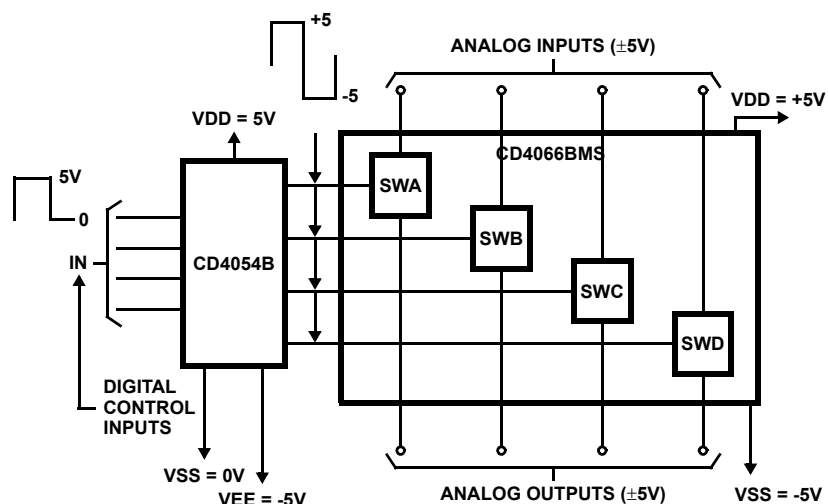 +5
-5
ANALOG INPUTS (±5V)
VDD = +5V
VDD = 5V
CD4066BMS
5V
0
IN
CD4054B
SWA
SWB
SWC
SWD
DIGITAL
CONTROL
INPUTS
VSS = 0V
VEE = -5V
ANALOG OUTPUTS (±5V)
VSS = -5V